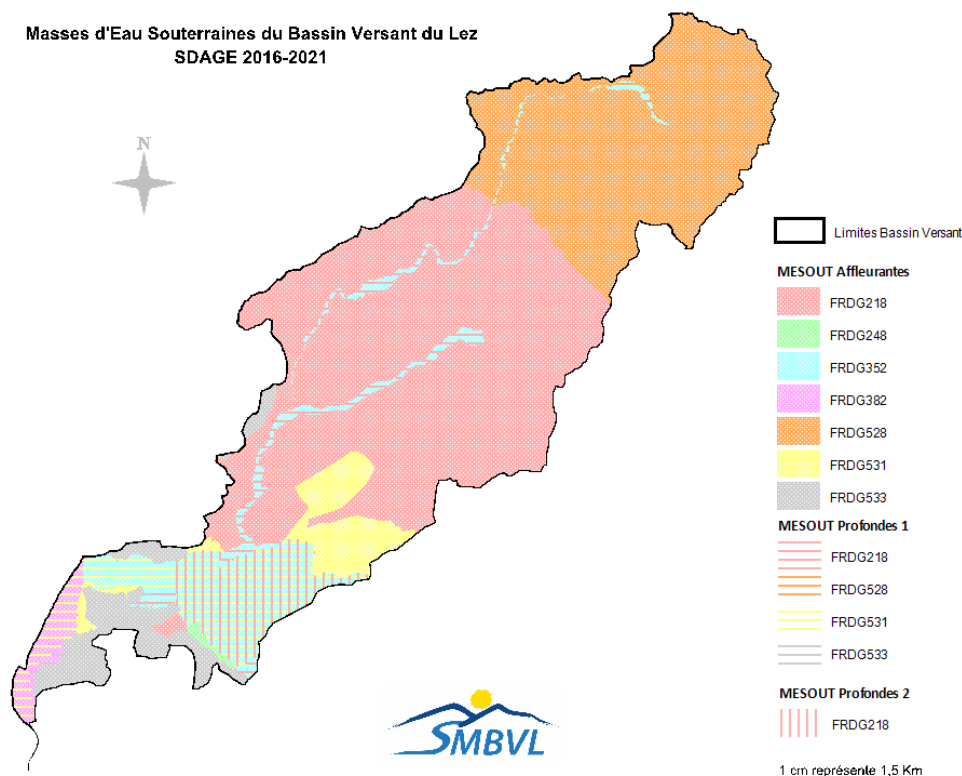 Masses d'Eau Souterraines du Bassin Versant du Lez
SDAGE 2016-2021
N
Limites Bassin Versant
MESOUT Affleurantes
FRDG218
FRDG248
FRDG352
FRDG382
FRDG528
FRDG531
FRDG533
MESOUT Profondes 1
FRDG218
FRDG528
FRDG531
FRDG533
MESOUT Profondes 2
FRDG218
SMBVL
1 cm représente 1,5 Km